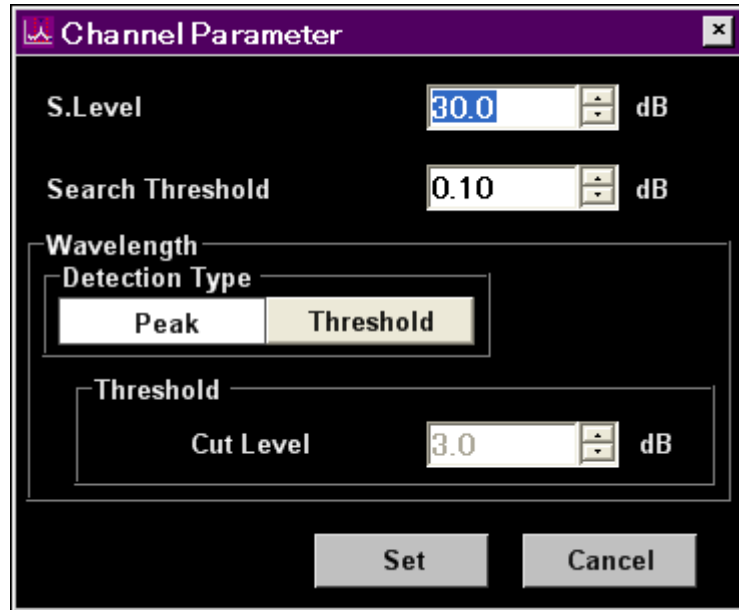 Channel Parameter
S.Level 30.0 dB
Search Threshold 0.10 dB
Wavelength
Detection Type
Peak Threshold
Threshold
Cut Level 3.0 dB
Set Cancel